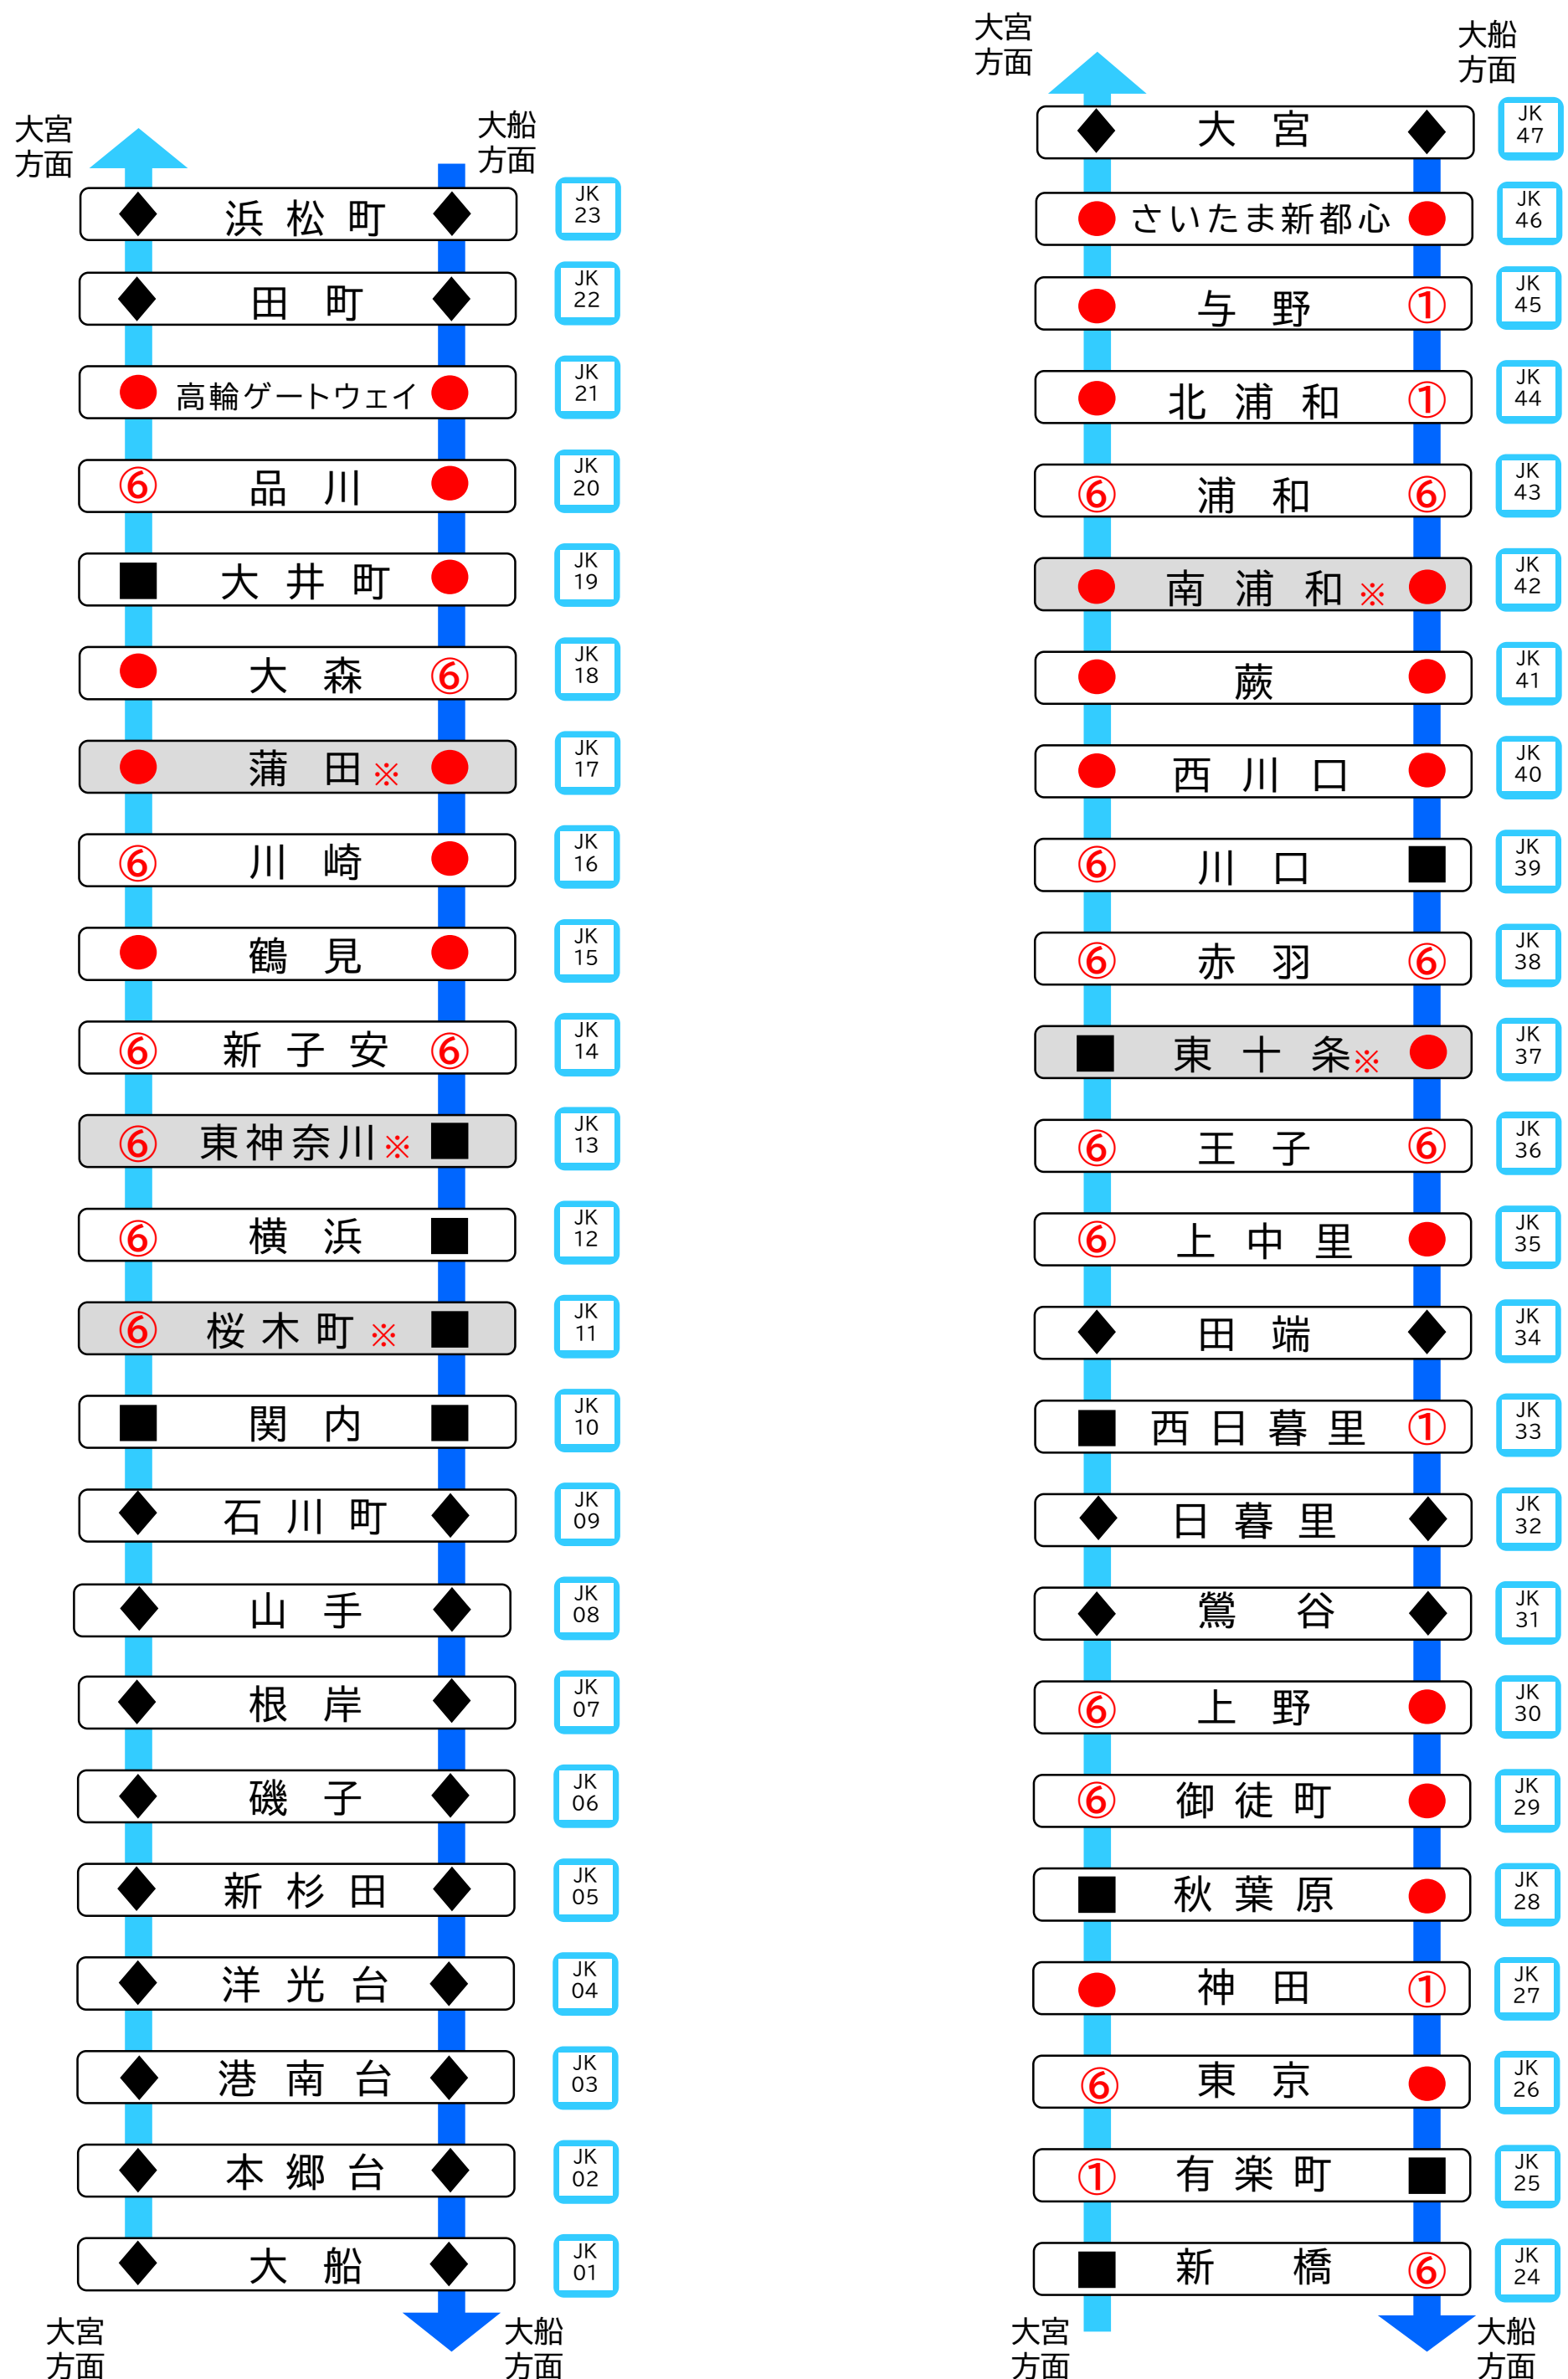 大宮
方面
大船
方面
◆ 浜松町 ◆
JK
23
◆ 田町 ◆
JK
22
● 高輪ゲートウェイ ●
JK
21
⑥ 品川 ●
JK
20
■ 大井町 ●
JK
19
● 大森 ⑥
JK
18
● 蒲田※ ●
JK
17
⑥ 川崎 ●
JK
16
● 鶴見 ●
JK
15
⑥ 新子安 ⑥
JK
14
⑥ 東神奈川※ ■
JK
13
⑥ 横浜 ■
JK
12
⑥ 桜木町※ ■
JK
11
■ 関内 ■
JK
10
◆ 石川町 ◆
JK
09
◆ 山手 ◆
JK
08
◆ 根岸 ◆
JK
07
◆ 磯子 ◆
JK
06
◆ 新杉田 ◆
JK
05
◆ 洋光台 ◆
JK
04
◆ 港南台 ◆
JK
03
◆ 本郷台 ◆
JK
02
◆ 大船 ◆
JK
01
大宮
方面
大船
方面
大宮
方面
大船
方面
◆ 大宮 ◆
JK
47
● さいたま新都心 ●
JK
46
● 与野 ①
JK
45
● 北浦和 ①
JK
44
⑥ 浦和 ⑥
JK
43
● 南浦和※ ●
JK
42
● 蕨 ●
JK
41
● 西川口 ●
JK
40
⑥ 川口 ■
JK
39
⑥ 赤羽 ⑥
JK
38
■ 東十条※ ●
JK
37
⑥ 王子 ⑥
JK
36
⑥ 上中里 ●
JK
35
◆ 田端 ◆
JK
34
■ 西日暮里 ①
JK
33
◆ 日暮里 ◆
JK
32
◆ 鶯谷 ◆
JK
31
⑥ 上野 ●
JK
30
⑥ 御徒町 ●
JK
29
■ 秋葉原 ●
JK
28
● 神田 ①
JK
27
⑥ 東京 ●
JK
26
① 有楽町 ■
JK
25
■ 新橋 ⑥
JK
24
大宮
方面
大船
方面